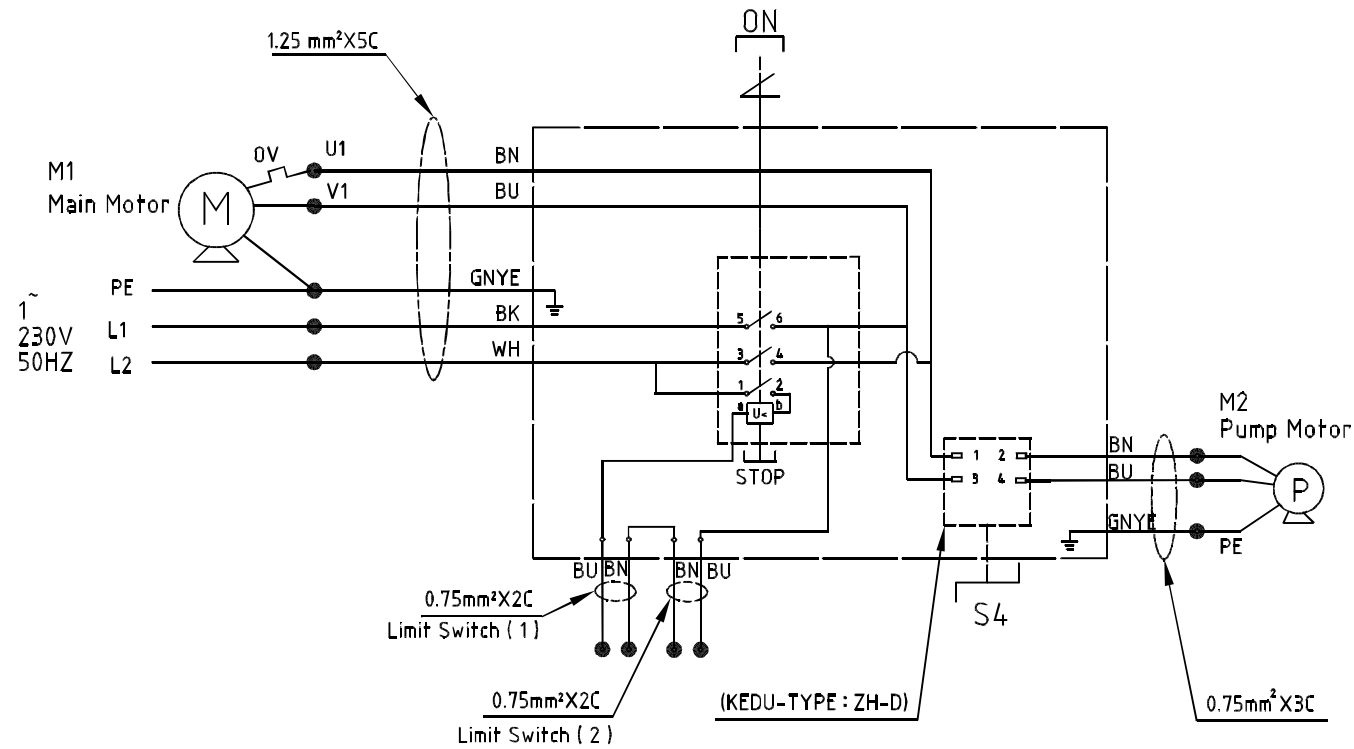 ON
1.25 mm²X5C
OV
U1
BN
M1
Main Motor
M
V1
BU
PE
GNYE
1~
230V
50HZ
L1
BK
5
6
L2
WH
3
4
1
2
a
U<
b
STOP
M2
Pump Motor
1
2
BN
3
4
BU
P
GNYE
PE
BU
BN
BN
BU
S4
0.75mm²X2C
Limit Switch ( 1 )
0.75mm²X2C
Limit Switch ( 2 )
(KEDU-TYPE : ZH-D)
0.75mm²X3C